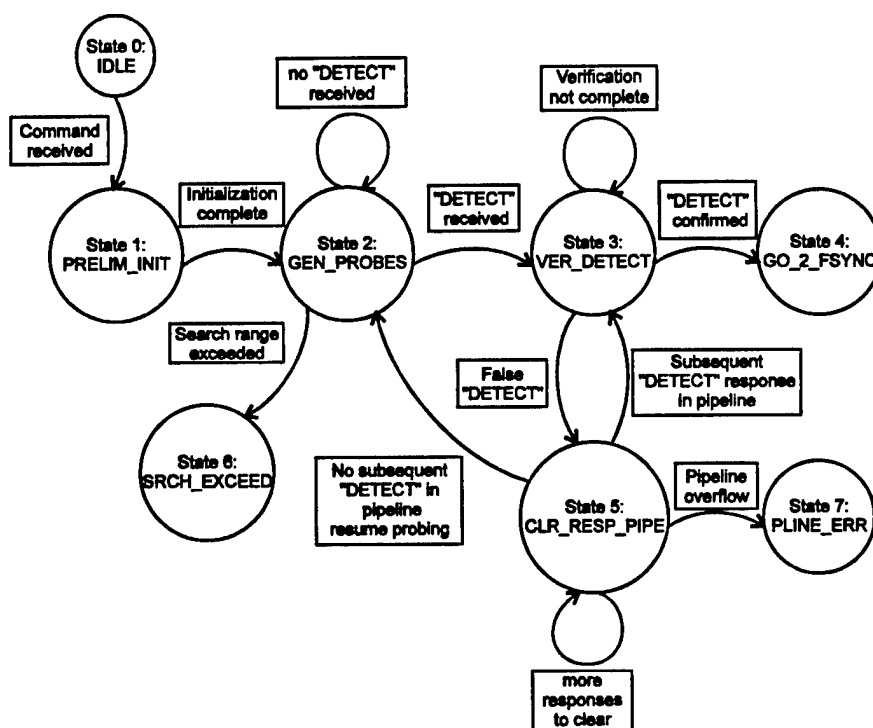 State 0:
IDLE
no "DETECT"
received
Verification
not complete
Command
received
Initialization
complete
"DETECT"
received
"DETECT"
confirmed
State 1:
PRELIM_INIT
State 2:
GEN_PROBES
State 3:
VER_DETECT
State 4:
GO_2_FSYNC
Search range
exceeded
False
"DETECT"
Subsequent
"DETECT" response
in pipeline
State 6:
SRCH_EXCEED
No subsequent
"DETECT" in
pipeline
resume probing
State 5:
CLR_RESP_PIPE
Pipeline
overflow
State 7:
PLINE_ERR
more
responses
to clear